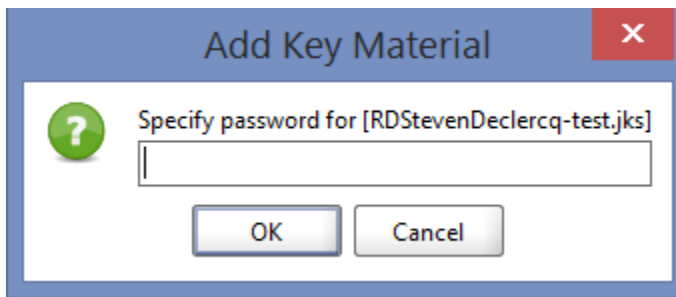 Add Key Material
Specify password for [RDStevenDeclercq-test.jks]
OK
Cancel